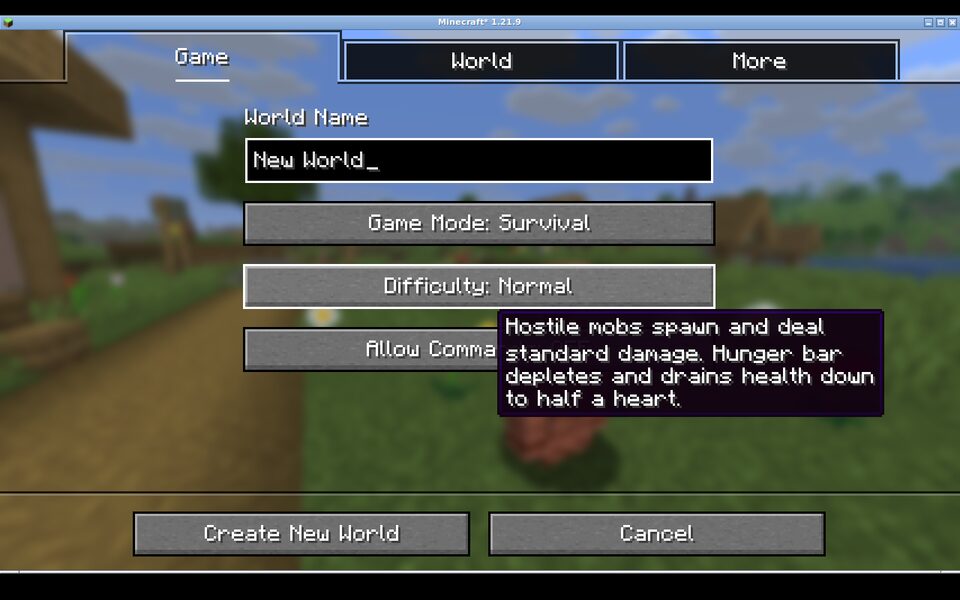 Minecraft* 1.21.9
Game
World
More
World Name
New World_
Game Mode: Survival
Difficulty: Normal
Allow Comma
Hostile mobs spawn and deal
standard damage. Hunger bar
depletes and drains health down
to half a heart.
Create New World
Cancel